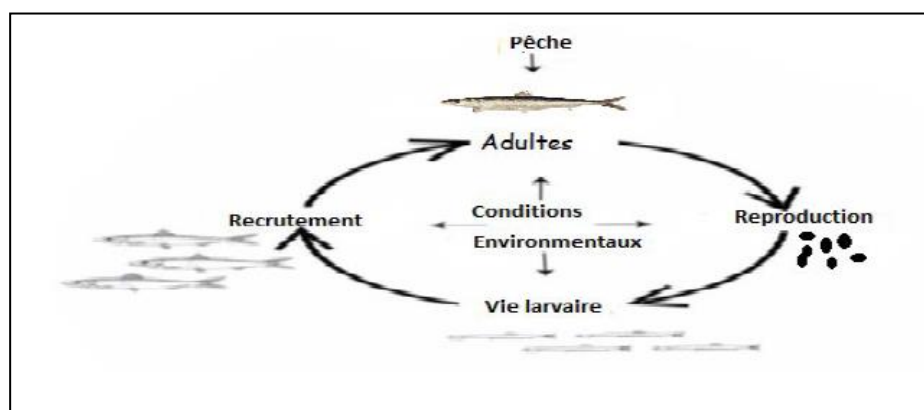 Pêche
Adultes
Recrutement
Conditions
Environmentaux
Reproduction
Vie larvaire